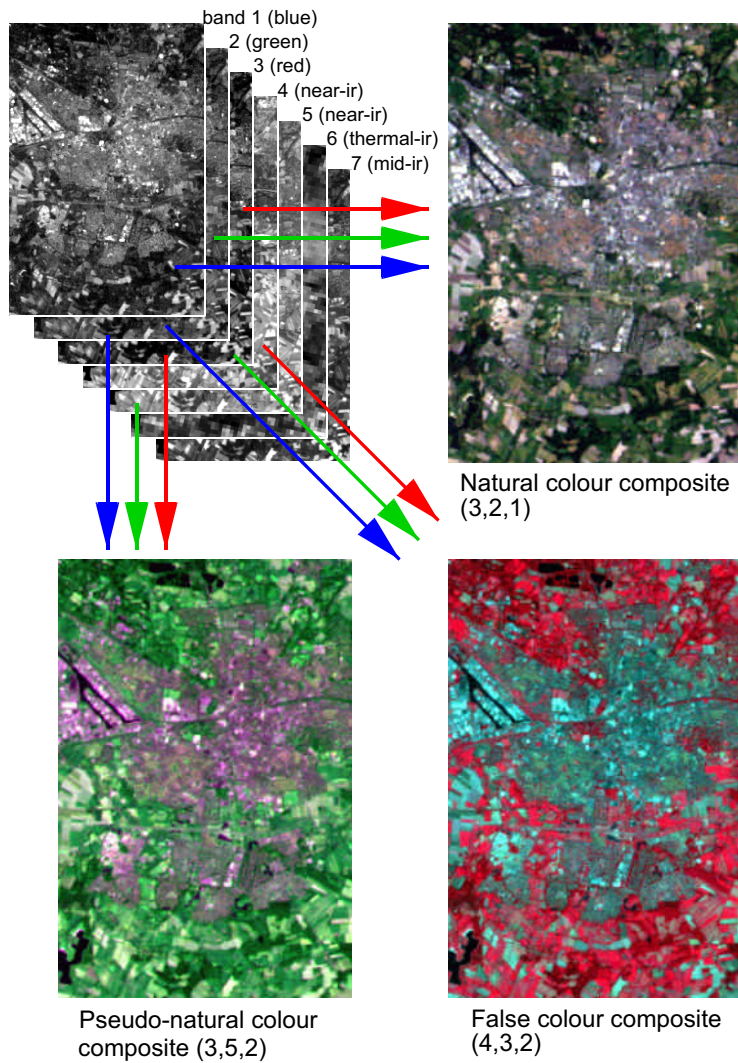 band 1 (blue)
2 (green)
3 (red)
4 (near-ir)
5 (near-ir)
6 (thermal-ir)
7 (mid-ir)
Natural colour composite
(3,2,1)
Pseudo-natural colour
composite (3,5,2)
False colour composite
(4,3,2)